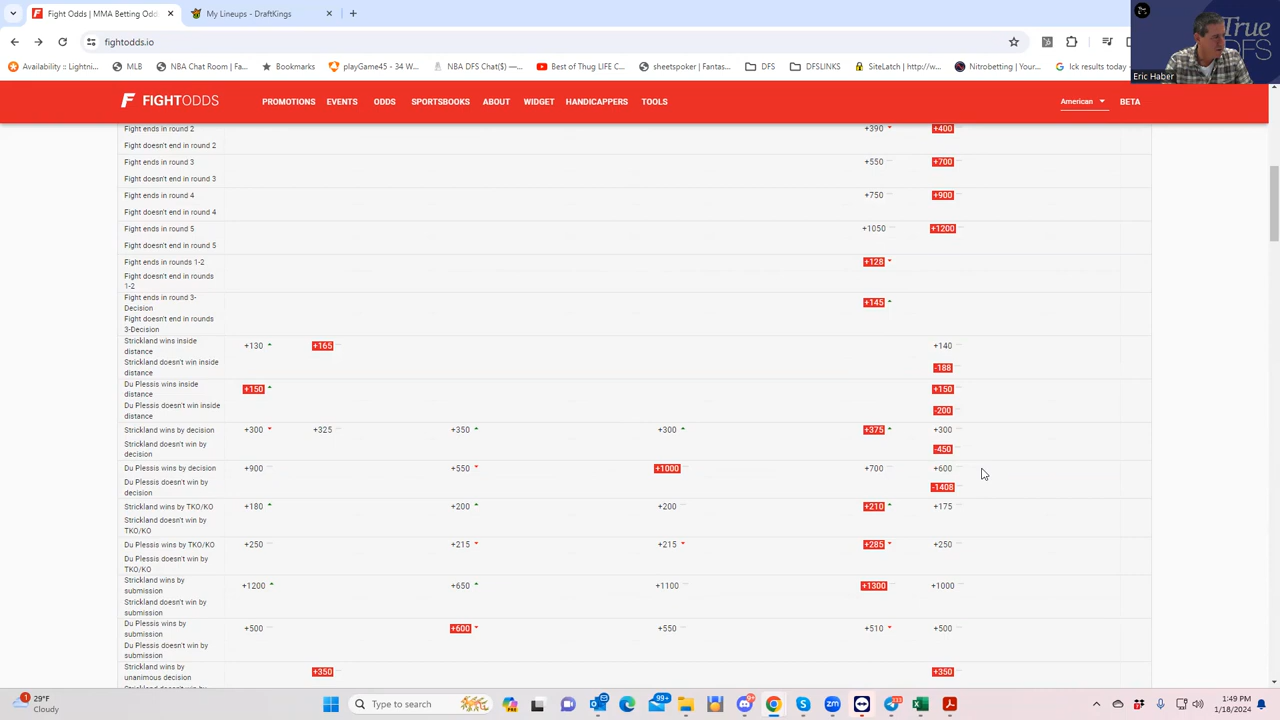 Fight Odds | MMA Betting Odd
My Lineups - DraftKings
fightodds.io
True
DFS
Eric Haber
Availability :: Lightni...
MLB
NBA Chat Room | Fa...
Bookmarks
playGame45 - 34 W...
NBA DFS Chat($) —...
Best of Thug LIFE C...
sheetspoker | Fantas...
DFS
DFSLINKS
SiteLatch | http://w...
Nitrobetting | Your...
Ick results today
FIGHTODDS
PROMOTIONS EVENTS ODDS SPORTSBOOKS ABOUT WIDGET HANDICAPPERS TOOLS
American
BETA
Fight ends in round 2 +390 +400
Fight doesn't end in round 2
Fight ends in round 3 +550 +700
Fight doesn't end in round 3
Fight ends in round 4 +750 +900
Fight doesn't end in round 4
Fight ends in round 5 +1050 +1200
Fight doesn't end in round 5
Fight ends in rounds 1-2 +128
Fight doesn't end in rounds
1-2
Fight ends in round 3-
Decision +145
Fight doesn't end in rounds
3-Decision
Strickland wins inside
distance +130 +165 +140
Strickland doesn't win inside
distance -188
Du Plessis wins inside
distance +150 +150
Du Plessis doesn't win inside
distance -200
Strickland wins by decision +300 +325 +350 +300 +375 +300
Strickland doesn't win by
decision -450
Du Plessis wins by decision +900 +550 +1000 +700 +600
Du Plessis doesn't win by
decision -1408
Strickland wins by TKO/KO +180 +200 +200 +210 +175
Strickland doesn't win by
TKO/KO
Du Plessis wins by TKO/KO +250 +215 +215 +285 +250
Du Plessis doesn't win by
TKO/KO
Strickland wins by
submission +1200 +650 +1100 +1300 +1000
Strickland doesn't win by
submission
Du Plessis wins by
submission +500 +600 +550 +510 +500
Du Plessis doesn't win by
submission
Strickland wins by
unanimous decision +350 +350
1
29°F
Cloudy
Type to search
99+
1:49 PM
1/18/2024